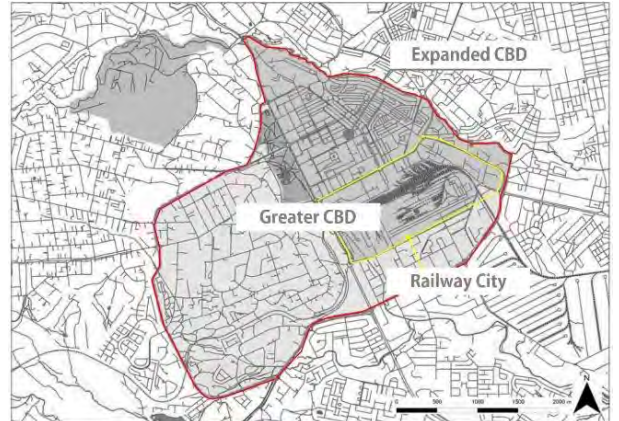 Expanded CBD
Greater CBD
Railway City
N
0 500 1000 1500 2000 m